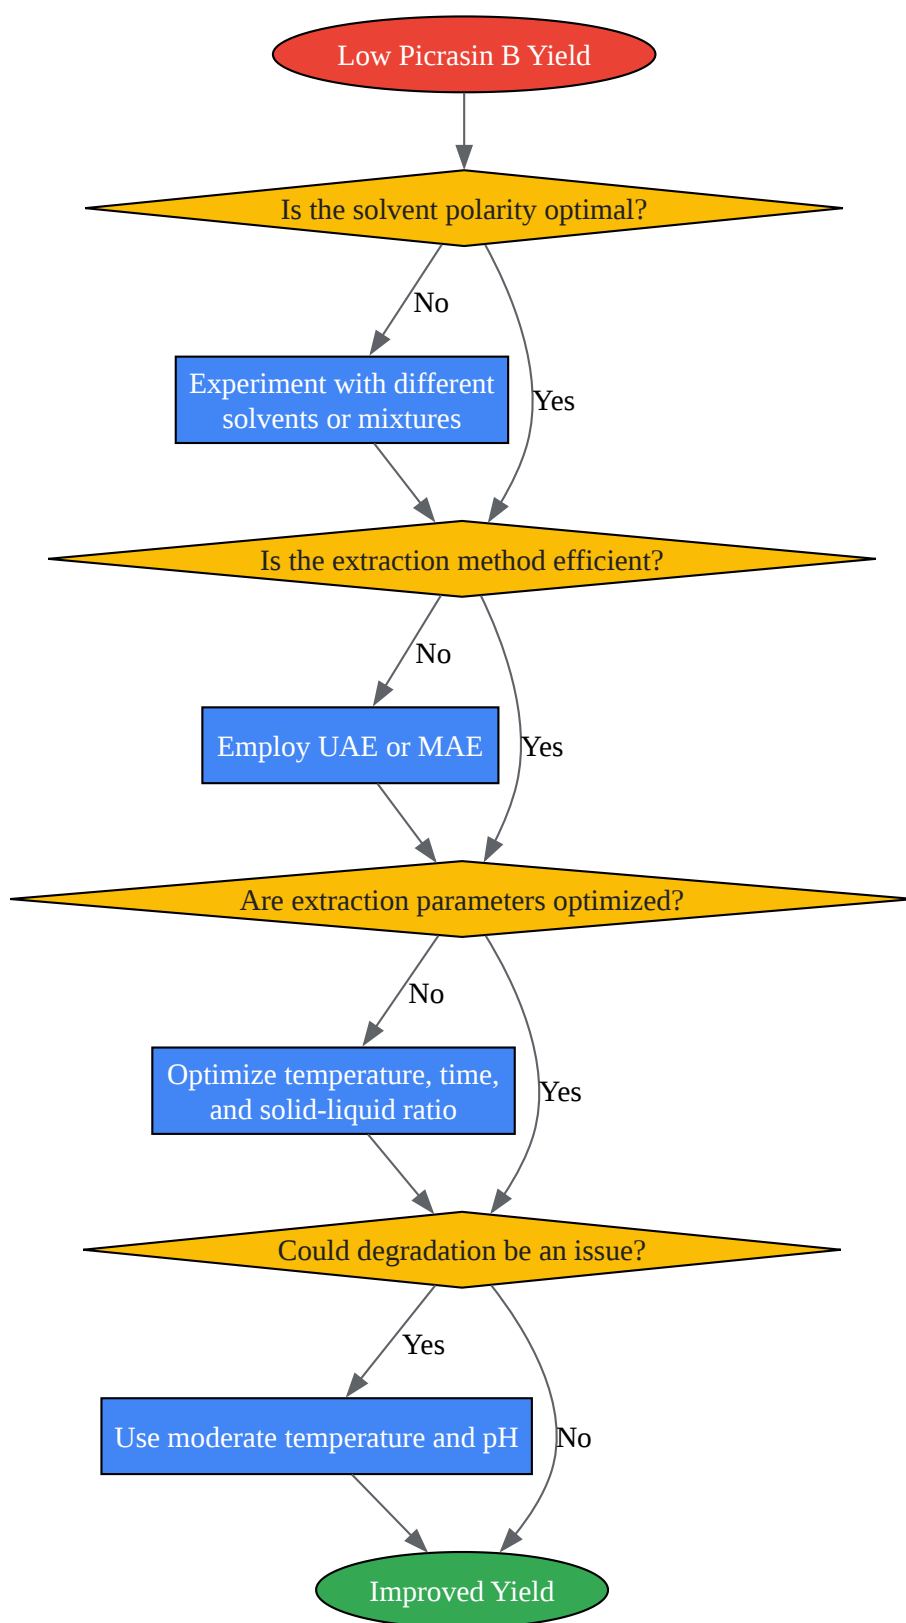 Low Picrasin B Yield
Is the solvent polarity optimal?
No
Experiment with different
solvents or mixtures
Yes
Is the extraction method efficient?
No
Employ UAE or MAE
Yes
Are extraction parameters optimized?
No
Optimize temperature, time,
and solid-liquid ratio
Yes
Could degradation be an issue?
Yes
Use moderate temperature and pH
No
Improved Yield